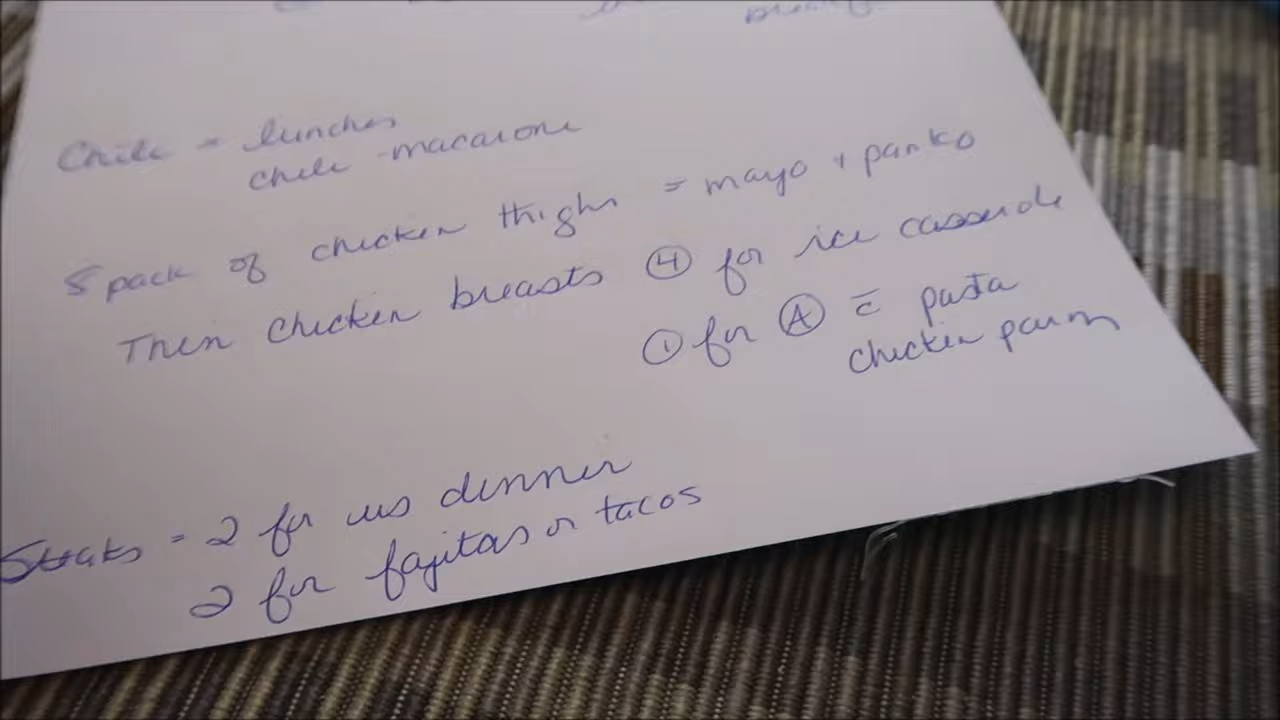 Chili = lunches
chili-macaroni
5 pack of chicken thighs = mayo + panko
Then chicken breasts ④ for rice casserole
① for Ⓐ c̄ pasta
chicken parm
Steaks = 2 for us dinner
2 for fajitas or tacos